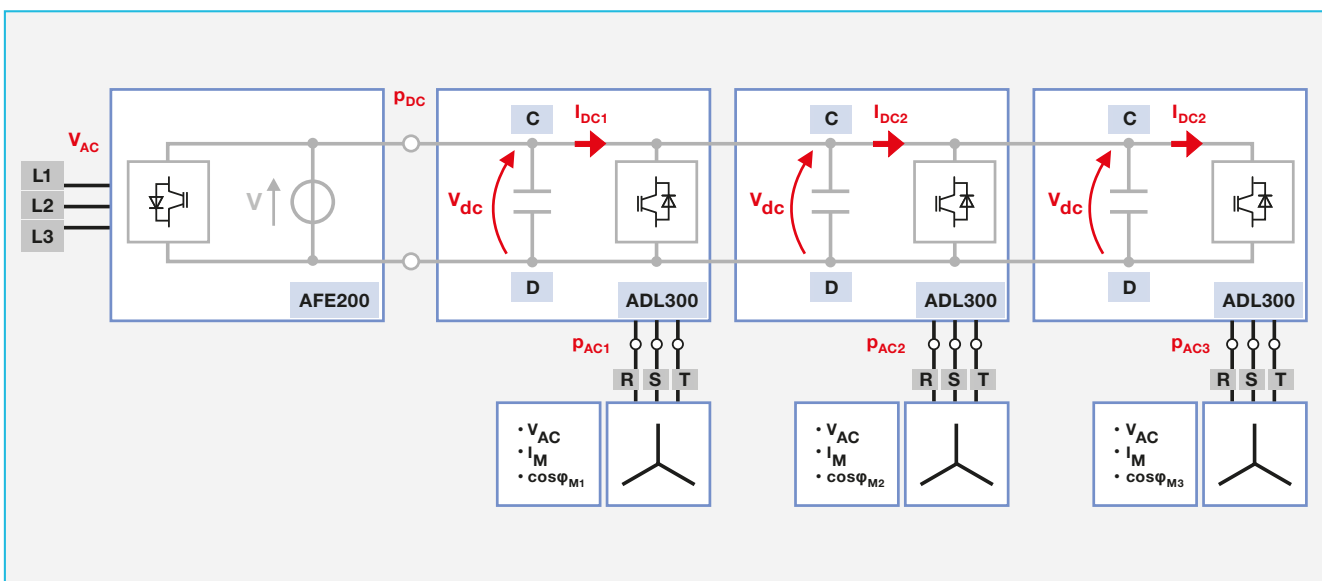 V_AC
L1
L2
L3
V
AFE200
p_DC
C
I_DC1
V_dc
D
ADL300
p_AC1
R S T
• V_AC
• I_M
• cosφ_M1
C
I_DC2
V_dc
D
ADL300
p_AC2
R S T
• V_AC
• I_M
• cosφ_M2
C
I_DC2
V_dc
D
ADL300
p_AC3
R S T
• V_AC
• I_M
• cosφ_M3